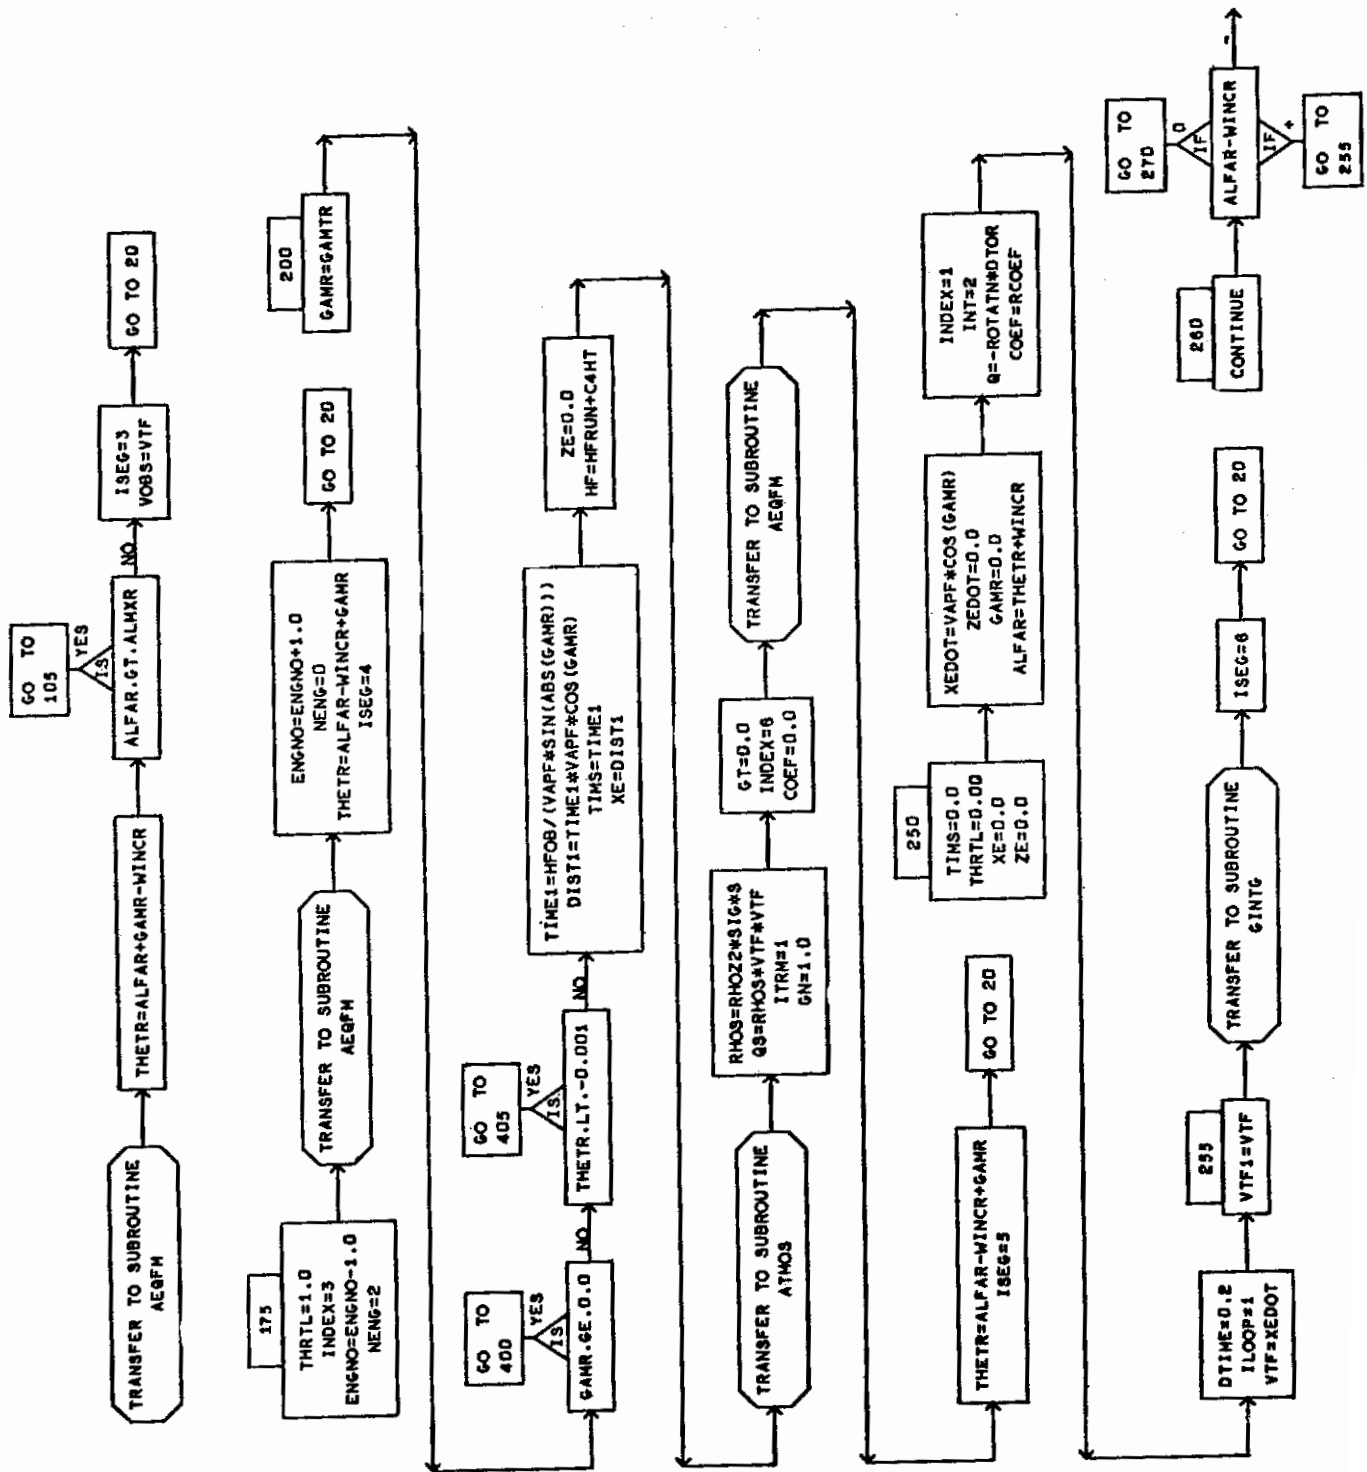 TRANSFER TO SUBROUTINE
AEQFM
THETR=ALFAR+GAMR-WINCR
GO TO
105
IS
YES
ALFAR.GT.ALMXR
NO
ISEG=3
VOBS=VTF
GO TO 20
175
THRTL=1.0
INDEX=3
ENGNO=ENGNO-1.0
NENG=2
TRANSFER TO SUBROUTINE
AEQFM
ENGNO=ENGNO+1.0
NENG=0
THETR=ALFAR-WINCR+GAMR
ISEG=4
GO TO 20
200
GAMR=GAMTR
GO TO
400
IS
YES
GAMR.GE.0.0
NO
GO TO
405
IS
YES
THETR.LT.-0.001
NO
TIME1=HFOB/(VAPF*SIN(ABS(GAMR)))
DIST1=TIME1*VAPF*COS(GAMR)
TIMS=TIME1
XE=DIST1
ZE=0.0
HF=HFRUN+C4HT
TRANSFER TO SUBROUTINE
ATMOS
RHOS=RHOZ2*SIG*S
QS=RHOS*VTF*VTF
ITRM=1
GN=1.0
GT=0.0
INDEX=6
COEF=0.0
TRANSFER TO SUBROUTINE
AEQFM
THETR=ALFAR-WINCR+GAMR
ISEG=5
GO TO 20
250
TIMS=0.0
THRTL=0.00
XE=0.0
ZE=0.0
XEDOT=VAPF*COS(GAMR)
ZEDOT=0.0
GAMR=0.0
ALFAR=THETR+WINCR
INDEX=1
INT=2
Q=-ROTATN*DTOR
COEF=RCOEF
DTIME=0.2
ILOOP=1
VTF=XEDOT
255
VTF1=VTF
TRANSFER TO SUBROUTINE
GINTG
ISEG=6
GO TO 20
260
CONTINUE
GO TO
270
IF
0
ALFAR-WINCR
-
IF
+
GO TO
255